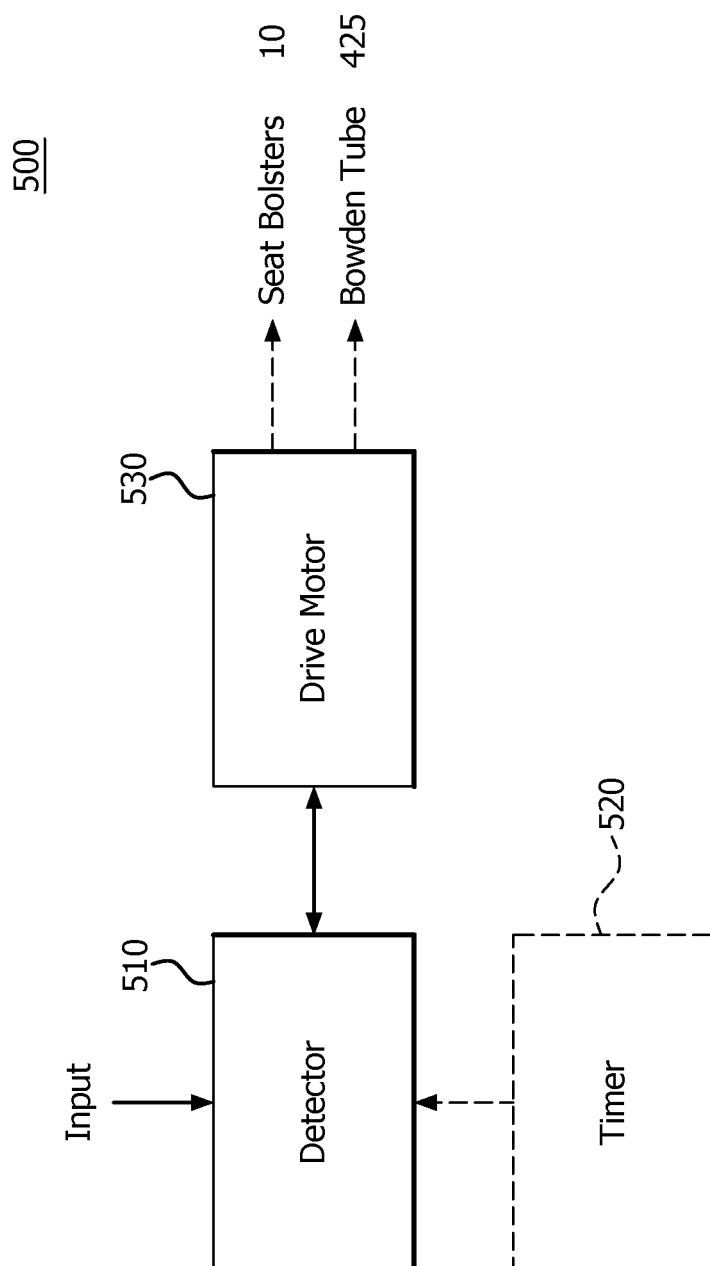 500
Input
510
530
Detector
Drive Motor
Seat Bolsters 10
Bowden Tube 425
520
Timer